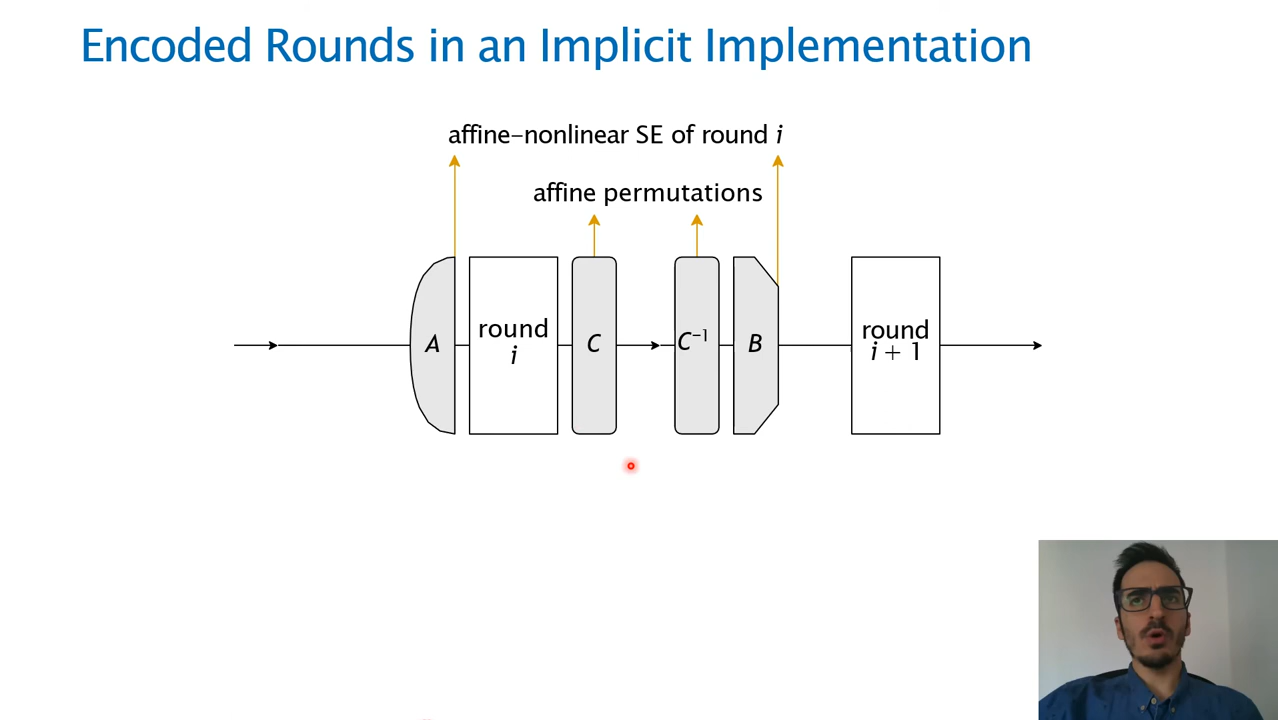 Encoded Rounds in an Implicit Implementation
affine–nonlinear SE of round i
affine permutations
A
round
i
C
C⁻¹
B
round
i + 1